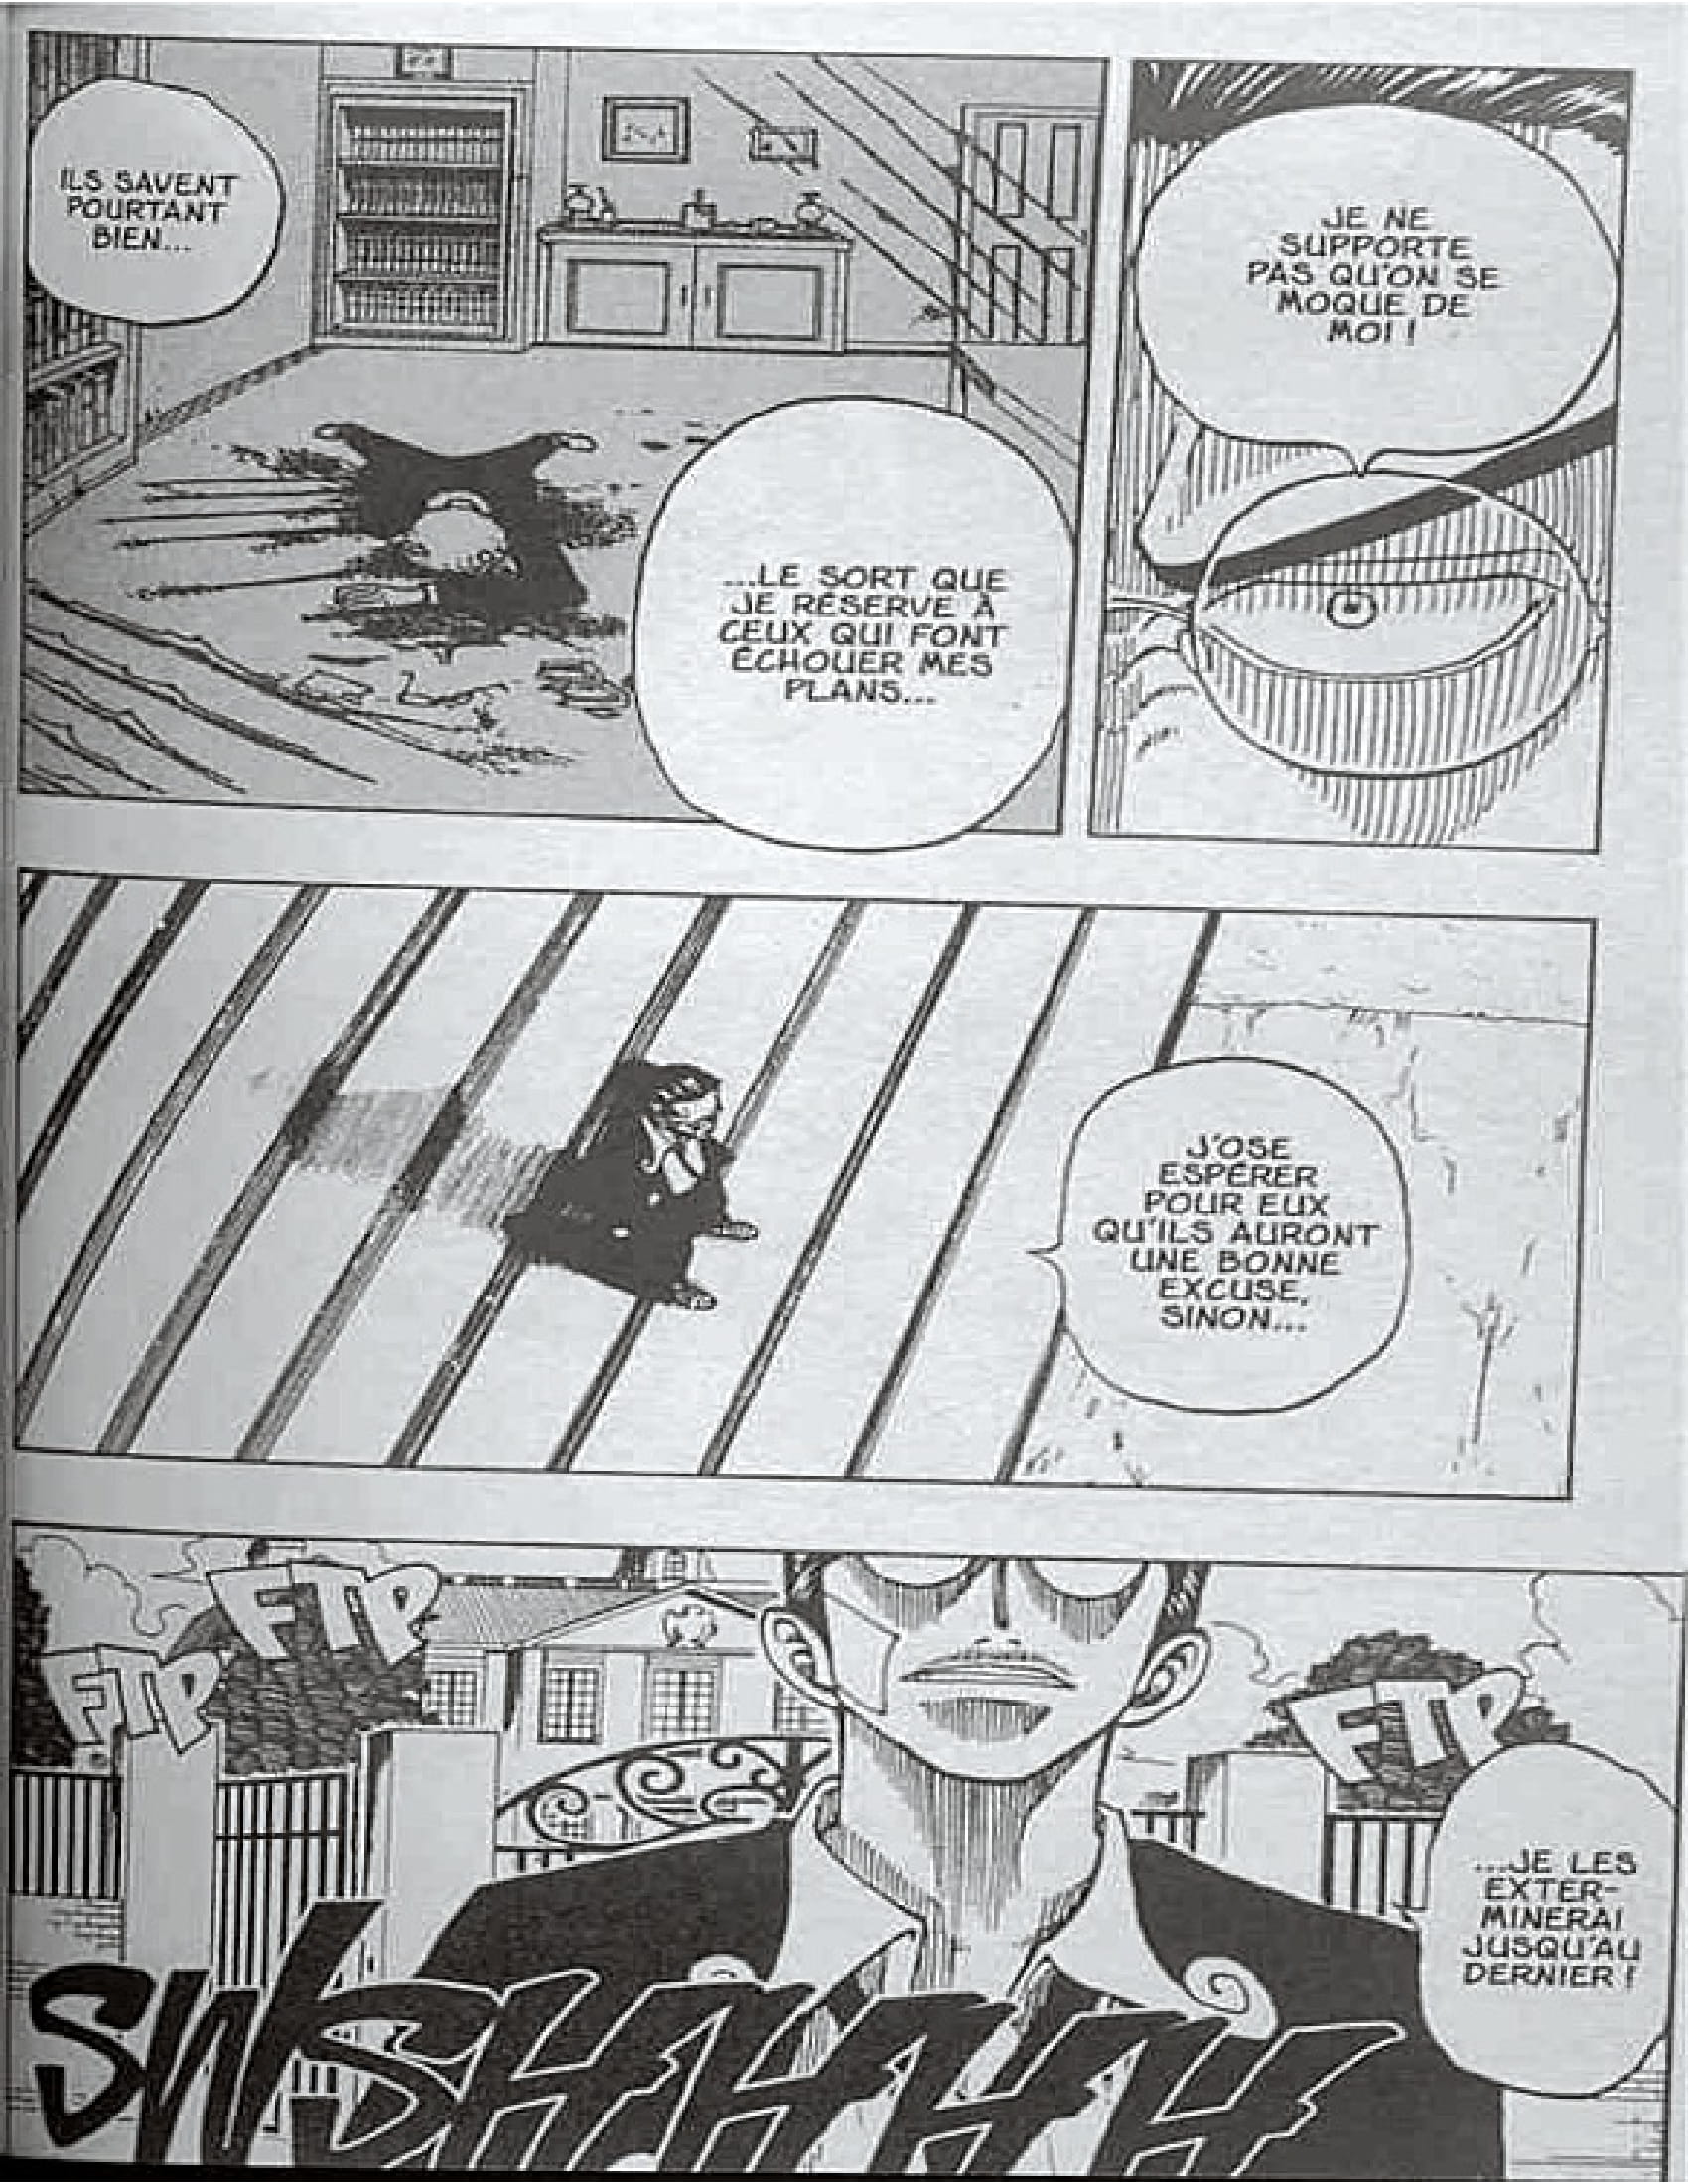 JE NE
SUPPORTE
PAS QU'ON SE
MOQUE DE
MOI !
ILS SAVENT
POURTANT
BIEN...
...LE SORT QUE
JE RÉSERVE À
CEUX QUI FONT
ÉCHOUER MES
PLANS...
J'OSE
ESPÉRER
POUR EUX
QU'ILS AURONT
UNE BONNE
EXCUSE,
SINON...
FTP
...JE LES
EXTER-
MINERAI
JUSQU'AU
DERNIER !
FTP
FTP